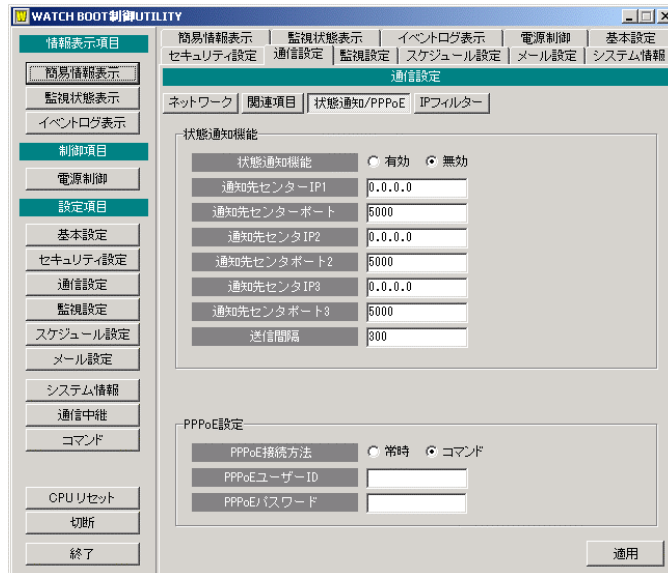 WATCH BOOT制御UTILITY
情報表示項目
簡易情報表示
監視状態表示
イベントログ表示
制御項目
電源制御
設定項目
基本設定
セキュリティ設定
通信設定
監視設定
スケジュール設定
メール設定
システム情報
通信中継
コマンド
CPUリセット
切断
終了
簡易情報表示 監視状態表示 イベントログ表示 電源制御 基本設定
セキュリティ設定 通信設定 監視設定 スケジュール設定 メール設定 システム情報
通信設定
ネットワーク 関連項目 状態通知/PPPoE IPフィルター
状態通知機能
状態通知機能 有効 無効
通知先センターIP1 0.0.0.0
通知先センターポート 5000
通知先センタIP2 0.0.0.0
通知先センタポート2 5000
通知先センタIP3 0.0.0.0
通知先センタポート3 5000
送信間隔 300
PPPoE設定
PPPoE接続方法 常時 コマンド
PPPoEユーザーID
PPPoEパスワード
適用